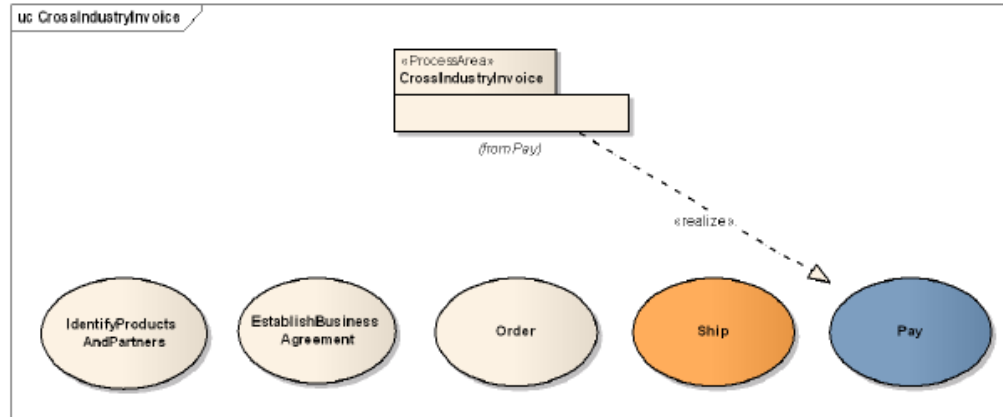 uc CrossIndustryInvoice
«ProcessArea»
CrossIndustryInvoice
(from Pay)
«realize»
IdentifyProducts
AndPartners
EstablishBusiness
Agreement
Order
Ship
Pay